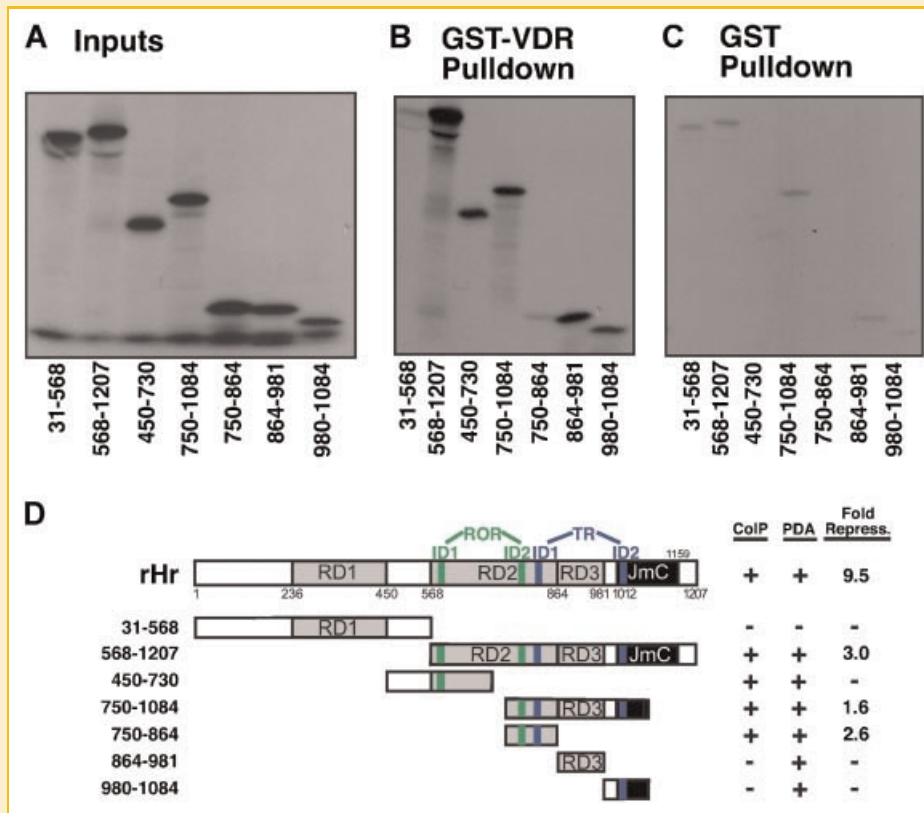 A Inputs
B GST-VDR Pulldown
C GST Pulldown
31-568
568-1207
450-730
750-1084
750-864
864-981
980-1084
31-568
568-1207
450-730
750-1084
750-864
864-981
980-1084
31-568
568-1207
450-730
750-1084
750-864
864-981
980-1084
D
ROR TR
ID1 ID2 ID1 ID2 1159
CoIP PDA Fold Repress.
rHr RD1 RD2 RD3 JmC + + 9.5
1 236 450 568 864 981 1012 1207
31-568 RD1 - - -
568-1207 RD2 RD3 JmC + + 3.0
450-730 + + -
750-1084 RD3 + + 1.6
750-864 + + 2.6
864-981 RD3 - + -
980-1084 - + -